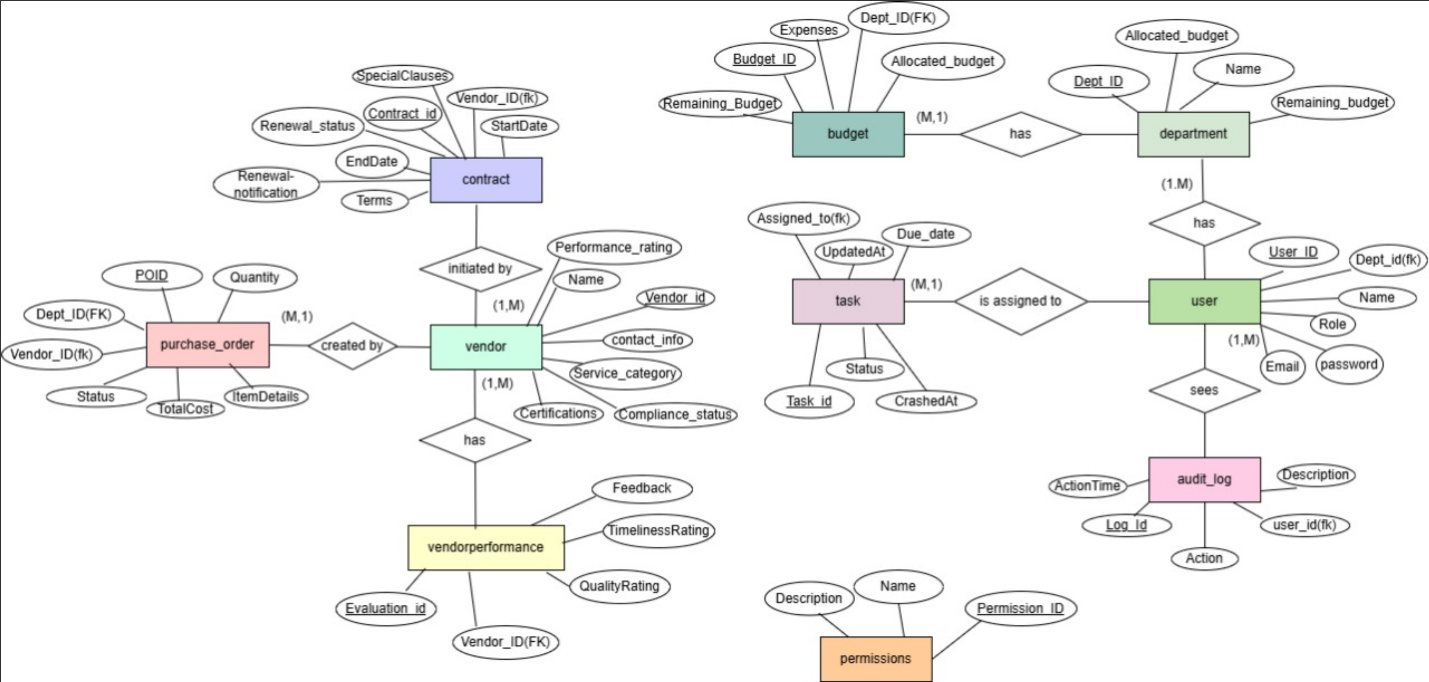 SpecialClauses
Contract_id
Vendor_ID(fk)
Renewal_status
StartDate
EndDate
Renewal-
notification
Terms
contract
initiated by
(1,M)
Performance_rating
Name
Vendor_id
contact_info
Service_category
Compliance_status
Certifications
vendor
(1,M)
POID
Quantity
Dept_ID(FK)
Vendor_ID(fk)
Status
TotalCost
ItemDetails
purchase_order
(M,1)
created by
has
vendorperformance
Feedback
TimelinessRating
QualityRating
Evaluation_id
Vendor_ID(FK)
Budget_ID
Expenses
Dept_ID(FK)
Allocated_budget
Remaining_Budget
budget
(M,1)
has
Dept_ID
Allocated_budget
Name
Remaining_budget
department
(1.M)
has
Assigned_to(fk)
UpdatedAt
Due_date
task
(M,1)
is assigned to
Status
Task_id
CrashedAt
User_ID
Dept_id(fk)
Name
Role
password
Email
user
(1,M)
sees
audit_log
ActionTime
Log_Id
Action
user_id(fk)
Description
Description
Name
Permission_ID
permissions